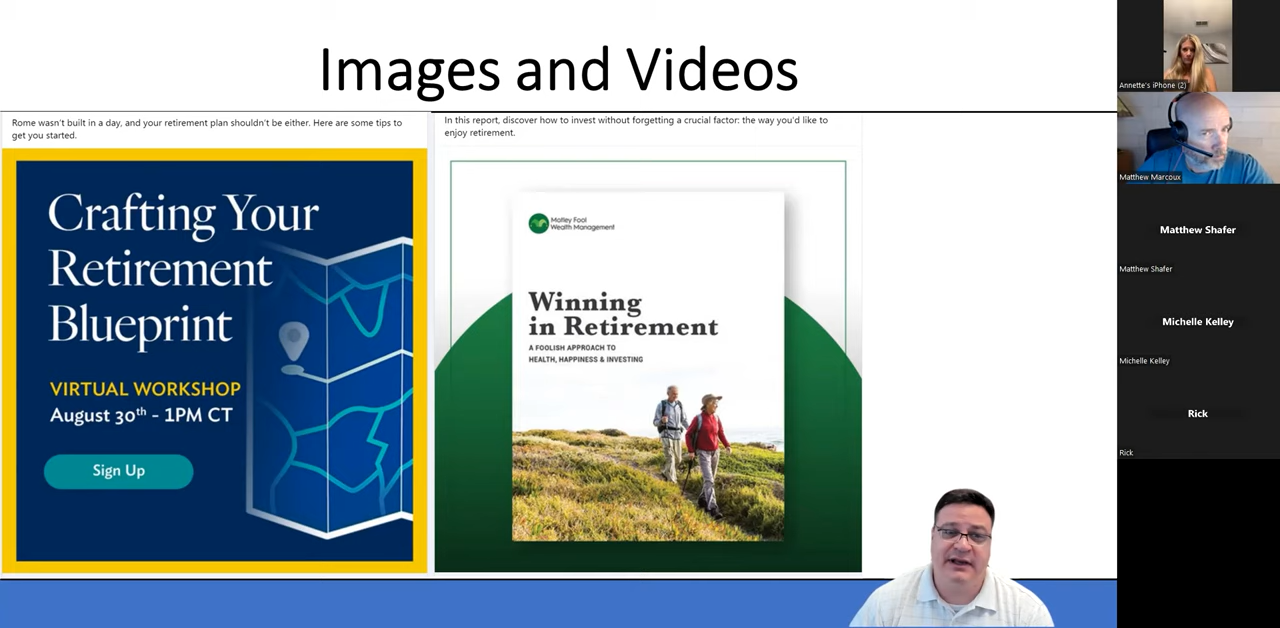 Images and Videos
Rome wasn't built in a day, and your retirement plan shouldn't be either. Here are some tips to
get you started.
Crafting Your
Retirement
Blueprint
VIRTUAL WORKSHOP
August 30th - 1PM CT
Sign Up
In this report, discover how to invest without forgetting a crucial factor: the way you'd like to
enjoy retirement.
Motley Fool
Wealth Management
Winning
in Retirement
A FOOLISH APPROACH TO
HEALTH, HAPPINESS & INVESTING
Annette's iPhone (2)
Matthew Marcoux
Matthew Shafer
Matthew Shafer
Michelle Kelley
Michelle Kelley
Rick
Rick